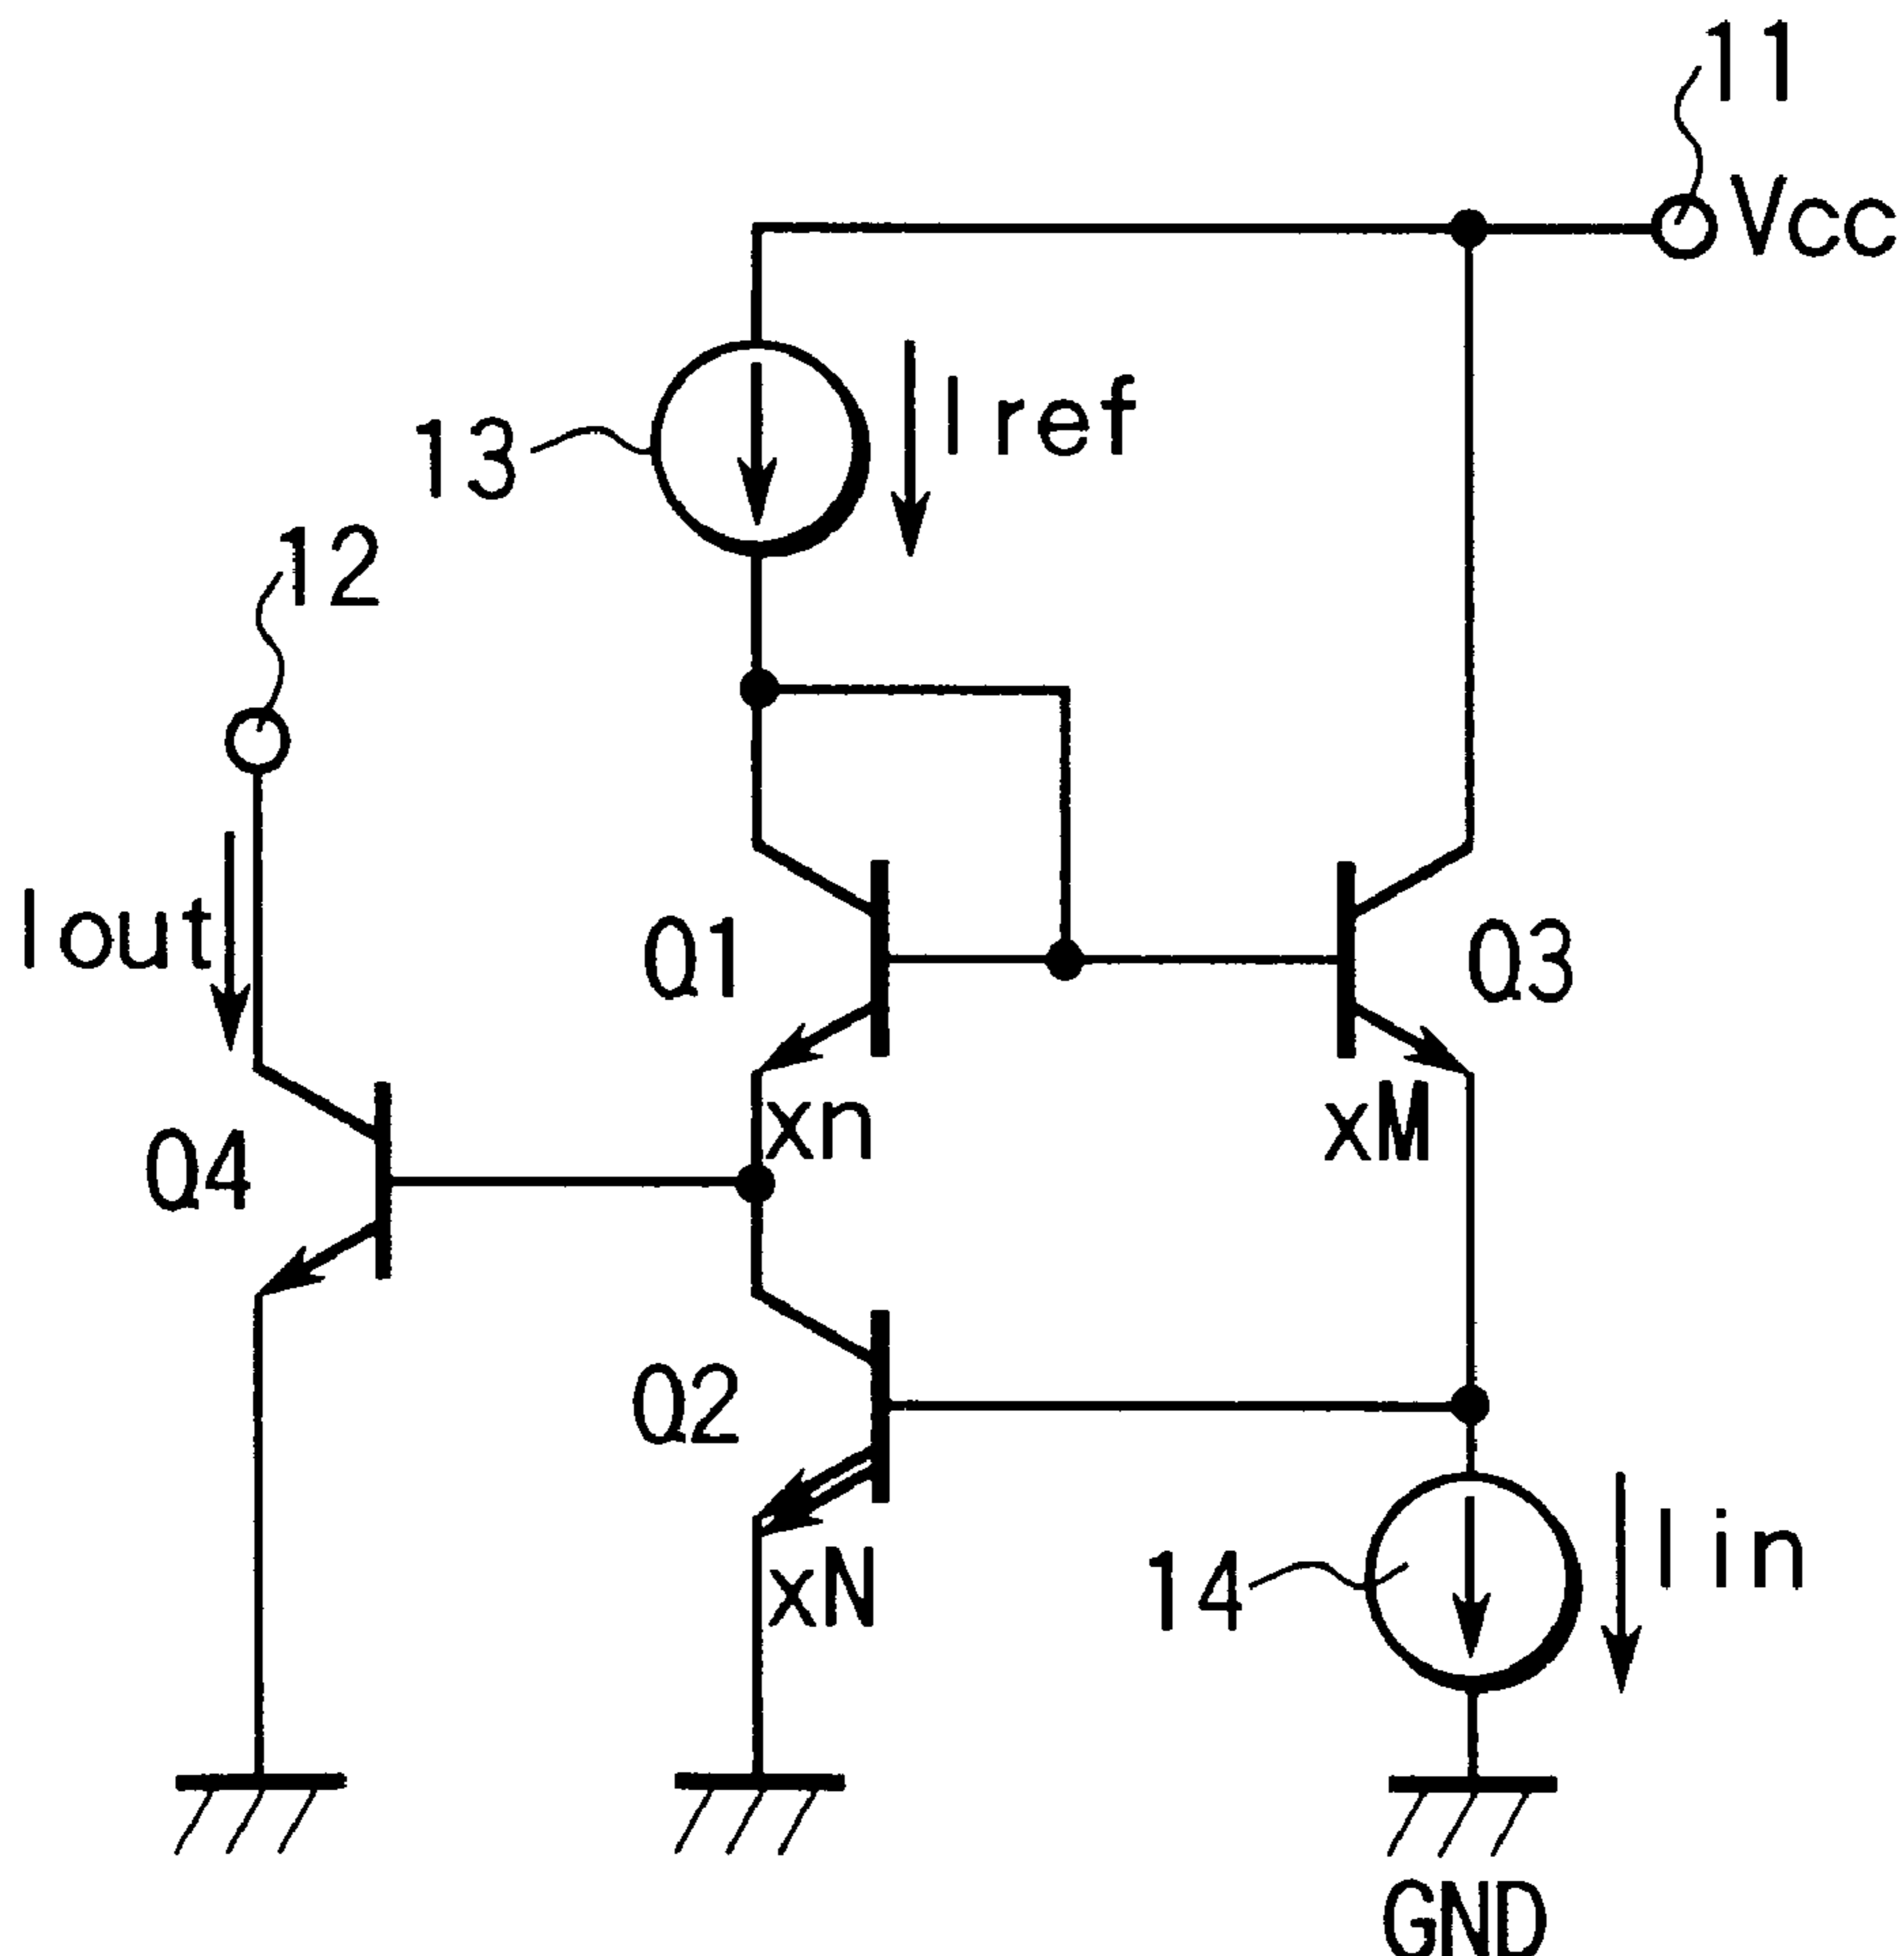 11
Vcc
Iref
13
12
Iout
Q1
Q3
xn
xM
Q4
Q2
xN
14
Iin
GND